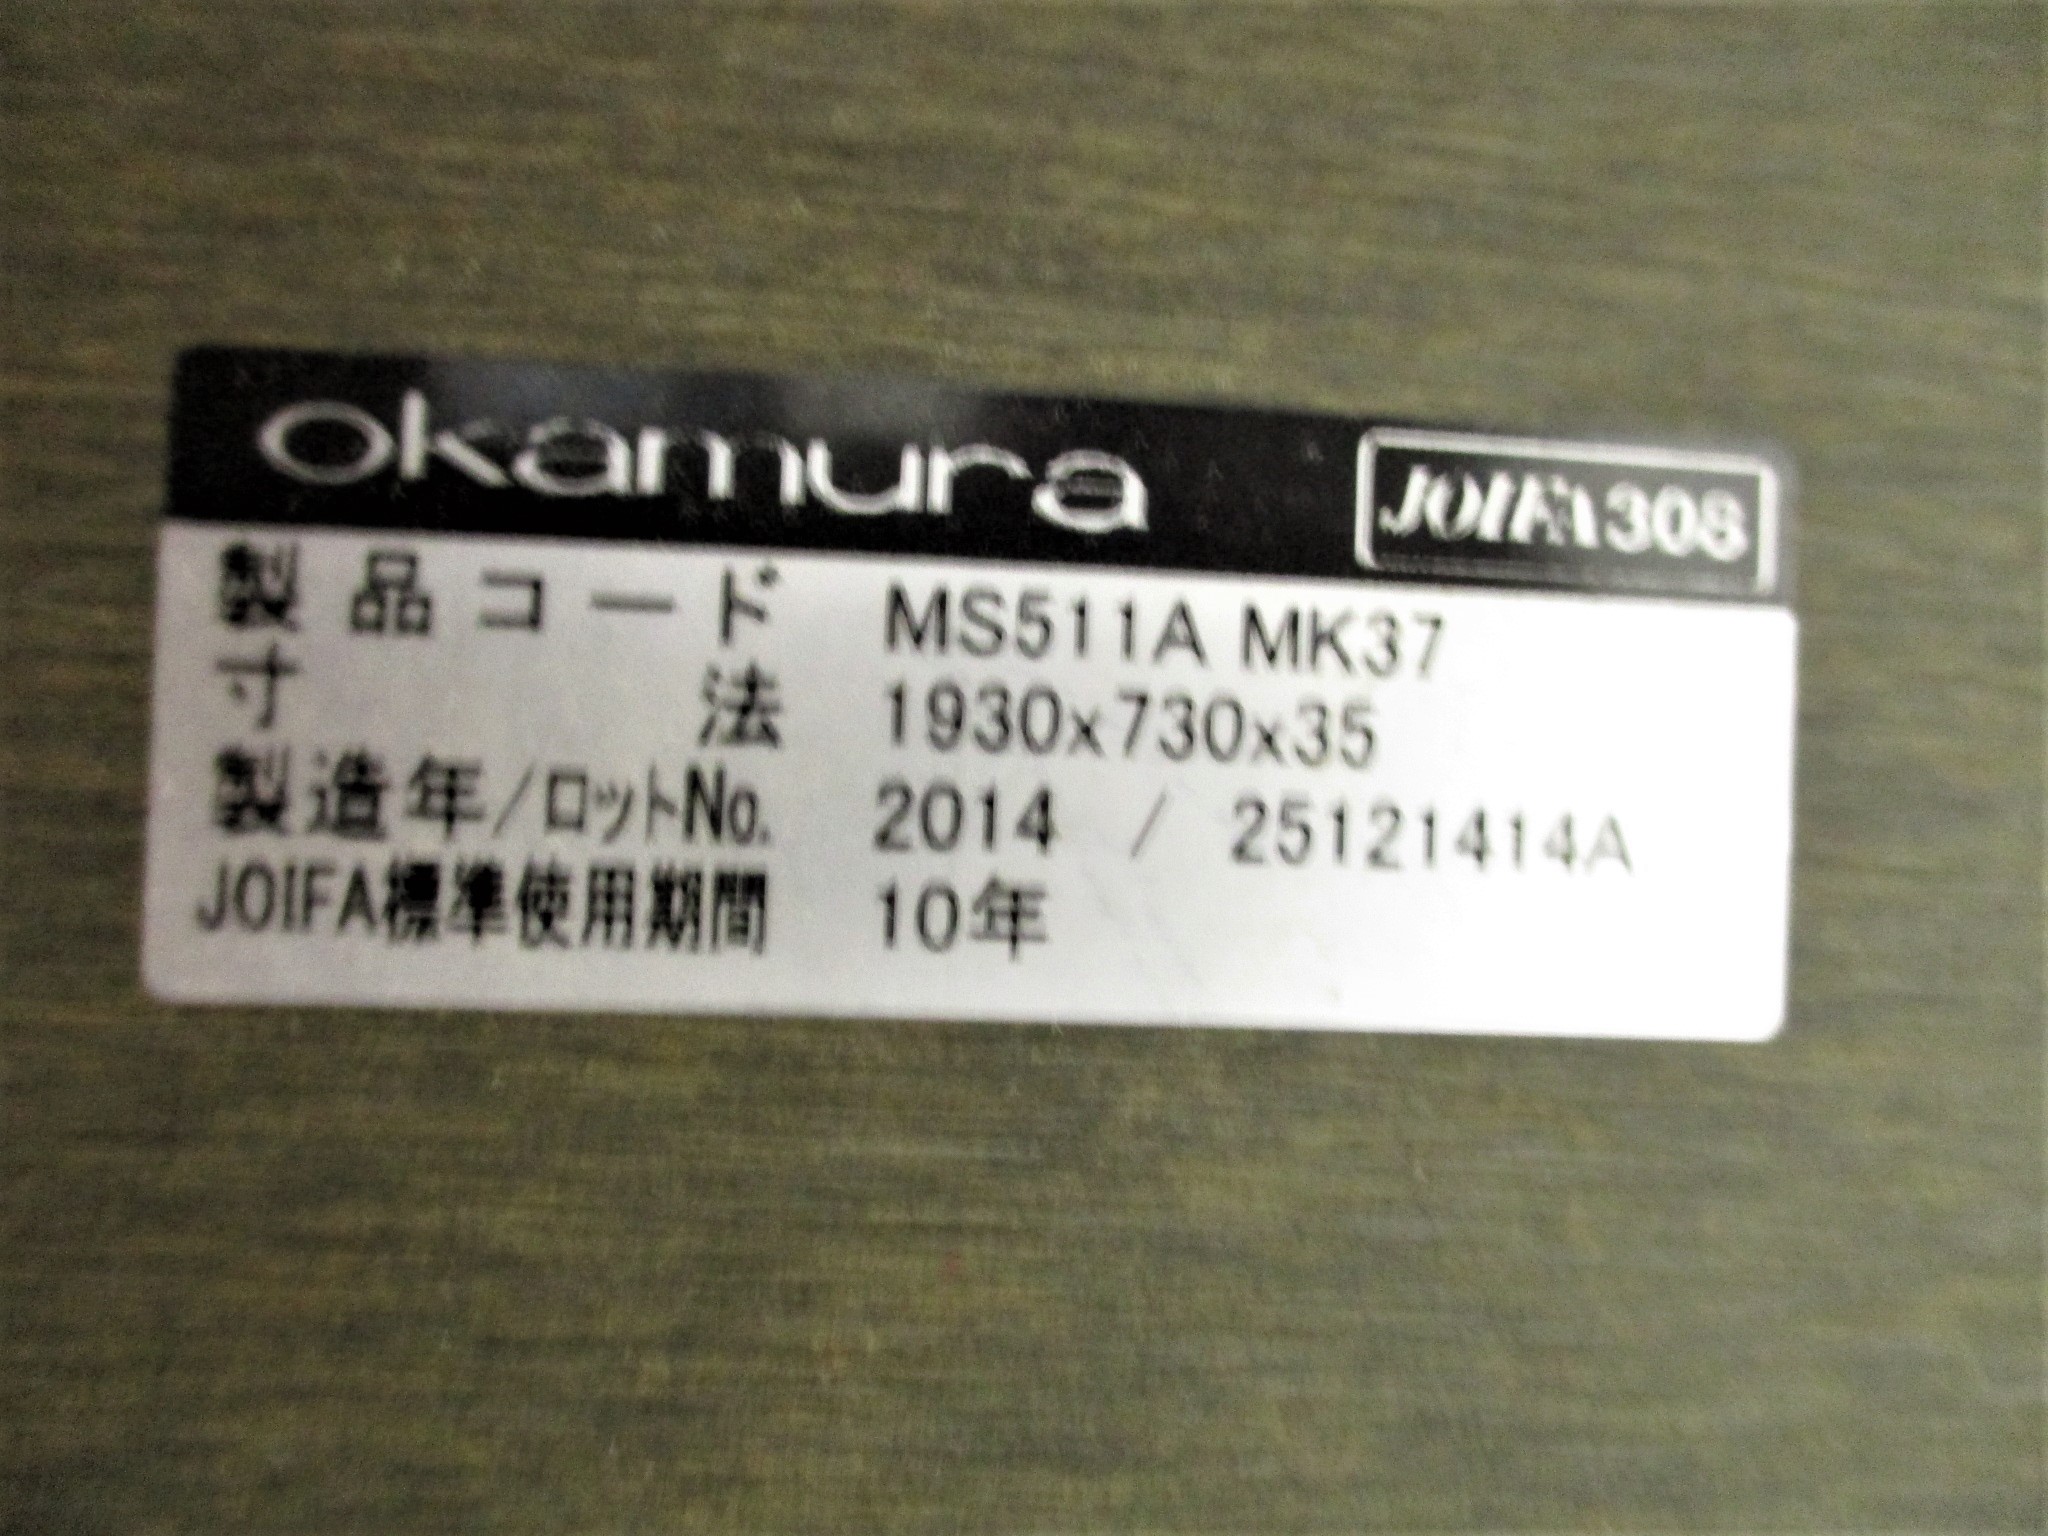 okamura JOIFA308
製品コード MS511A MK37
寸法 1930x730x35
製造年/ロットNo. 2014 / 25121414A
JOIFA標準使用期間 10年